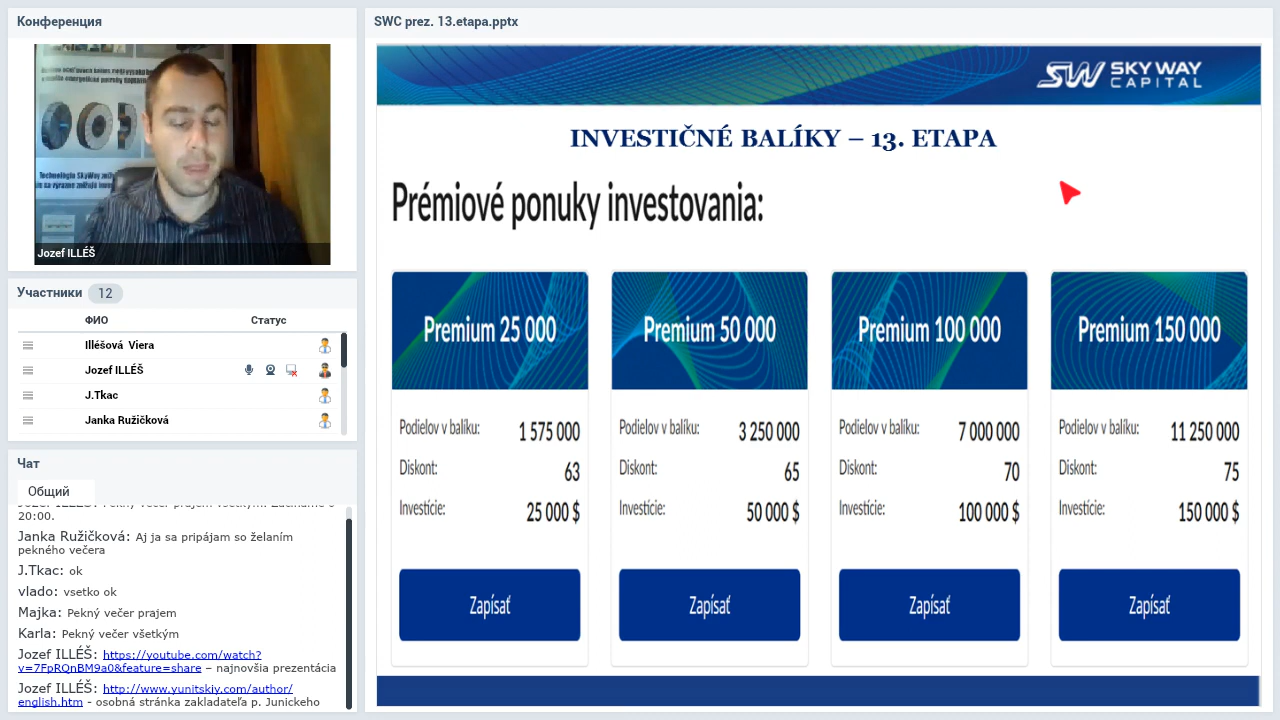 Конференция
Jozef ILLÉŠ
Участники 12
ФИО Статус
Illéšová Viera
Jozef ILLÉŠ
J.Tkac
Janka Ružičková
Чат
Общий
20:00.
Janka Ružičková: Aj ja sa pripájam so želaním
pekného večera
J.Tkac: ok
vlado: vsetko ok
Majka: Pekný večer prajem
Karla: Pekný večer všetkým
Jozef ILLÉŠ: https://youtube.com/watch?
v=7FpRQnBM9a0&feature=share – najnovšia prezentácia
Jozef ILLÉŠ: http://www.yunitskiy.com/author/
english.htm - osobná stránka zakladateľa p. Junickeho
SWC prez. 13.etapa.pptx
SW SKY WAY
CAPITAL
INVESTIČNÉ BALÍKY – 13. ETAPA
Prémiové ponuky investovania:
Premium 25 000
Podielov v balíku: 1 575 000
Diskont: 63
Investície: 25 000 $
Zapísať
Premium 50 000
Podielov v balíku: 3 250 000
Diskont: 65
Investície: 50 000 $
Zapísať
Premium 100 000
Podielov v balíku: 7 000 000
Diskont: 70
Investície: 100 000 $
Zapísať
Premium 150 000
Podielov v balíku: 11 250 000
Diskont: 75
Investície: 150 000 $
Zapísať